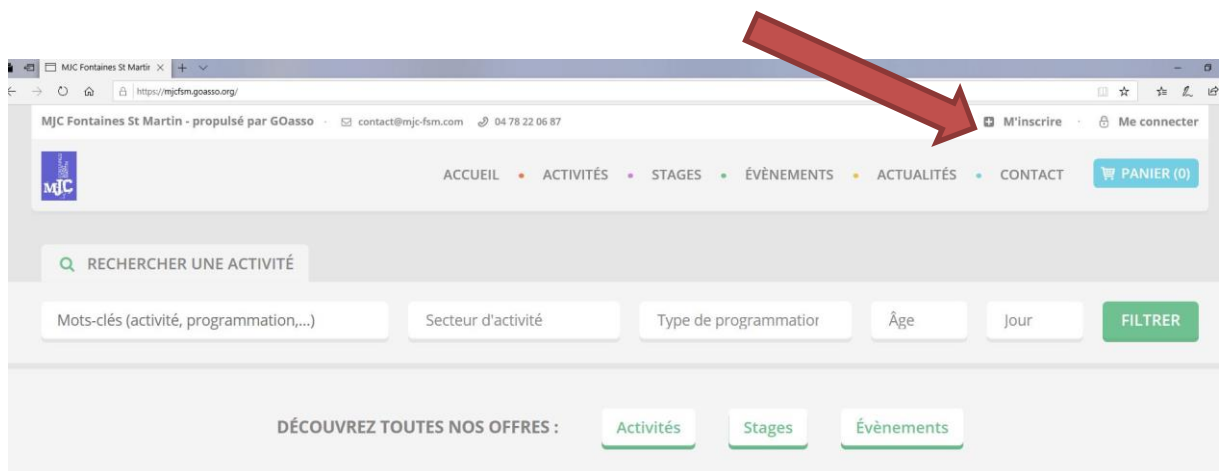 MJC Fontaines St Martir
https://mjcfsm.goasso.org/
MJC Fontaines St Martin - propulsé par GOasso · contact@mjc-fsm.com 04 78 22 06 87 M'inscrire · Me connecter
MJC ACCUEIL • ACTIVITÉS • STAGES • ÉVÈNEMENTS • ACTUALITÉS • CONTACT PANIER (0)
RECHERCHER UNE ACTIVITÉ
Mots-clés (activité, programmation,...) Secteur d'activité Type de programmation Âge Jour FILTRER
DÉCOUVREZ TOUTES NOS OFFRES : Activités Stages Évènements